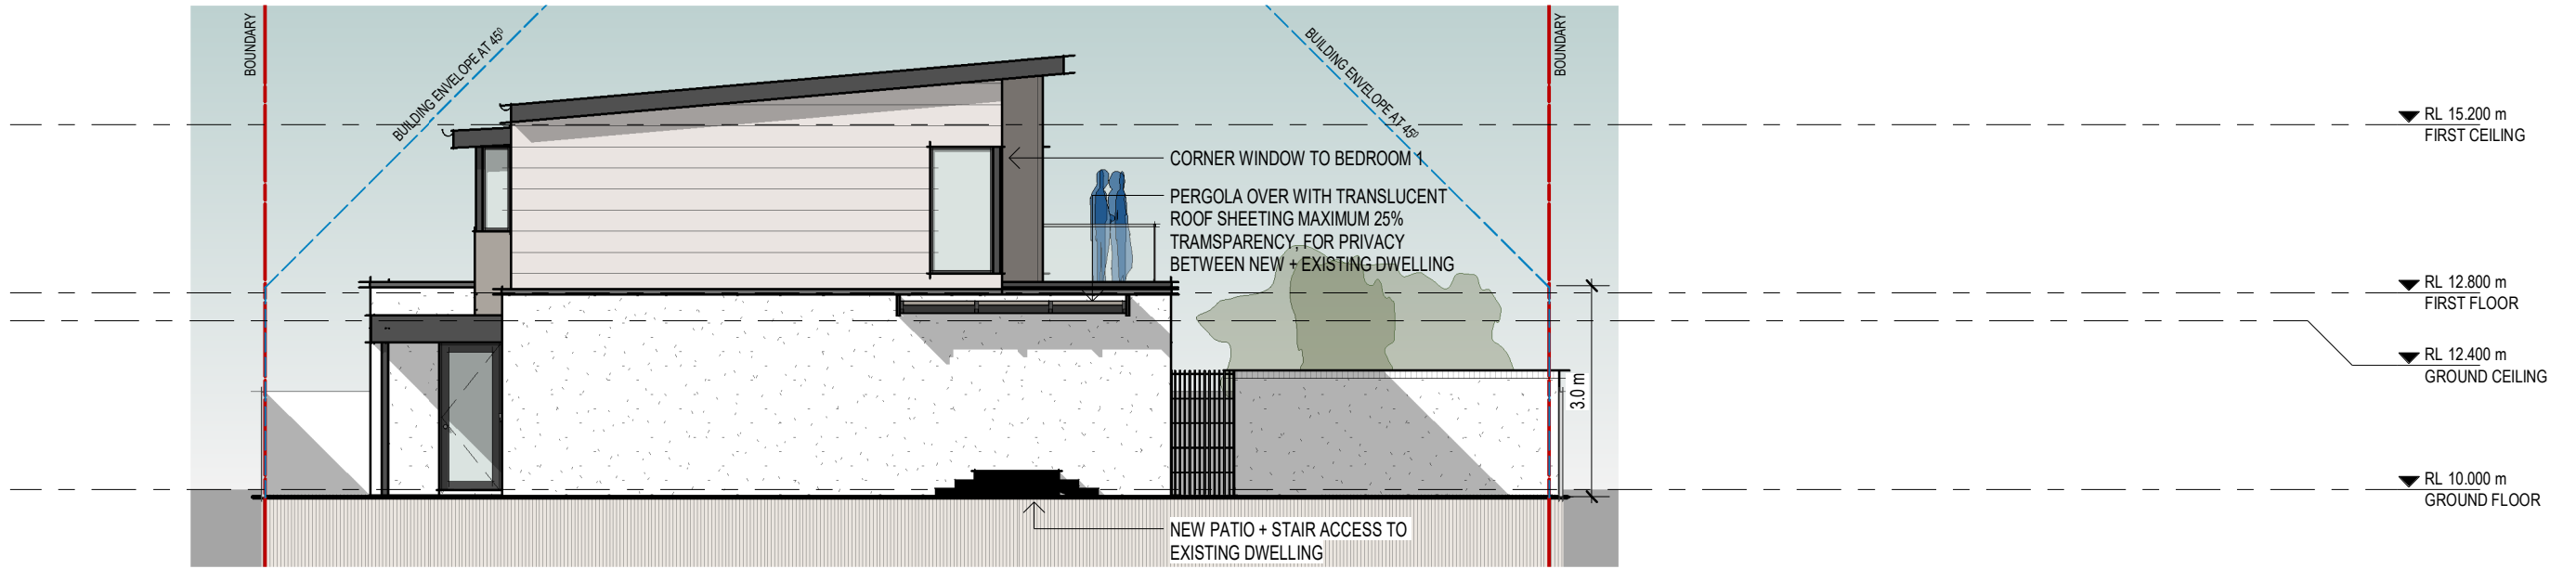 BOUNDARY
BUILDING ENVELOPE AT 45⁰
BUILDING ENVELOPE AT 45⁰
BOUNDARY
RL 15.200 m
FIRST CEILING
CORNER WINDOW TO BEDROOM 1
PERGOLA OVER WITH TRANSLUCENT
ROOF SHEETING MAXIMUM 25%
TRAMSPARENCY, FOR PRIVACY
BETWEEN NEW + EXISTING DWELLING
RL 12.800 m
FIRST FLOOR
RL 12.400 m
GROUND CEILING
3.0 m
RL 10.000 m
GROUND FLOOR
NEW PATIO + STAIR ACCESS TO
EXISTING DWELLING